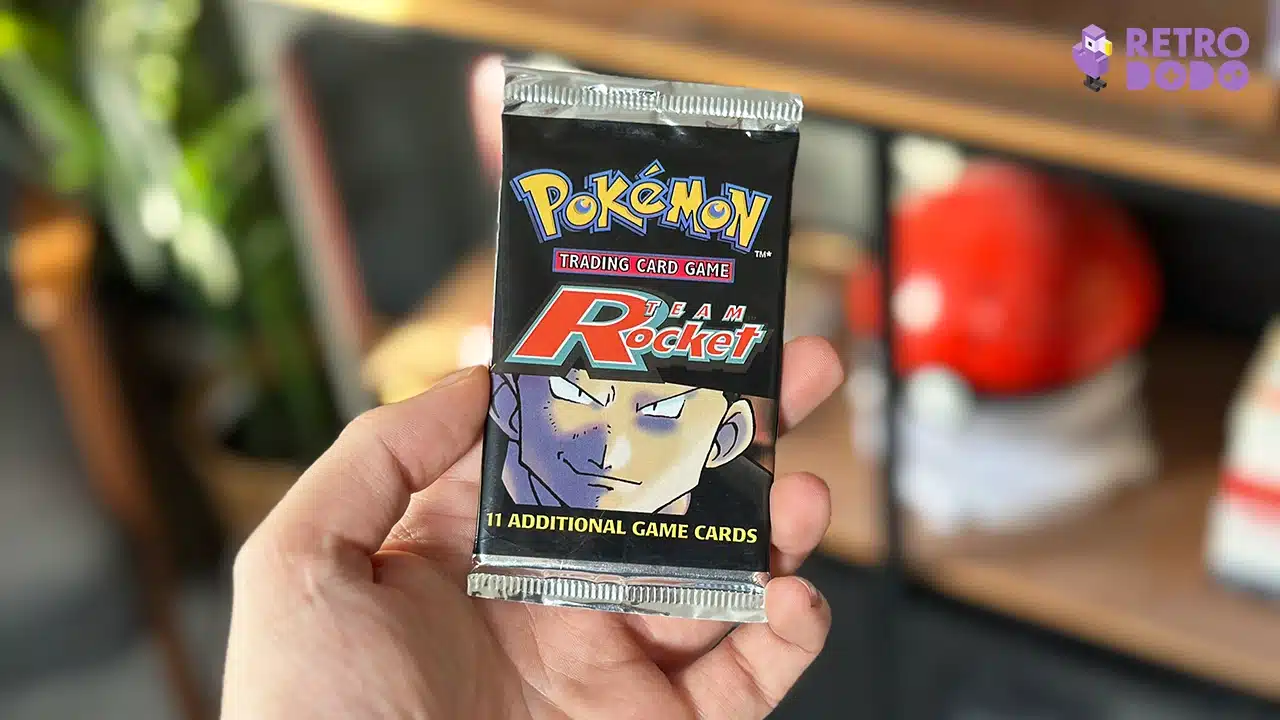 RETRO
DODO
POKéMON
TM*
TRADING CARD GAME
TEAM
Rocket
11 ADDITIONAL GAME CARDS